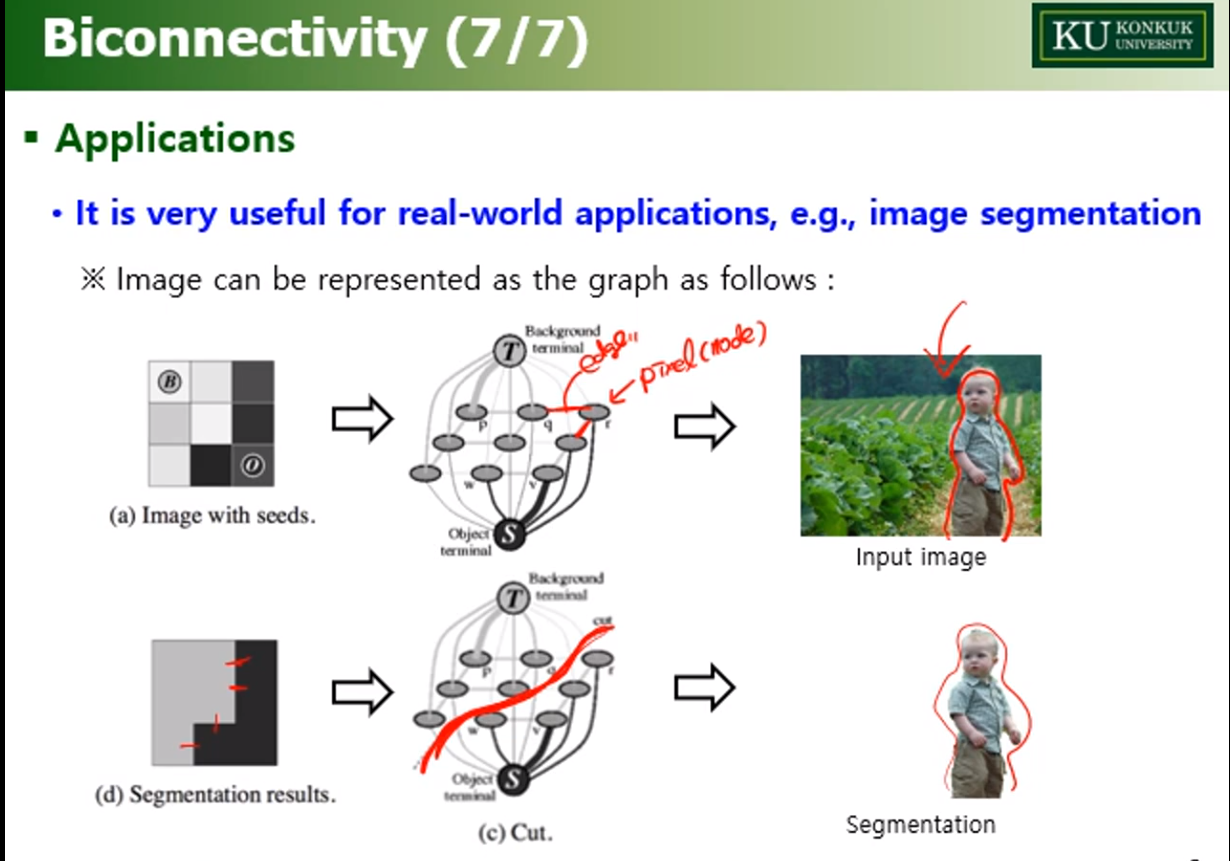 Biconnectivity (7/7)
KU KONKUK
UNIVERSITY
▪ Applications
• It is very useful for real-world applications, e.g., image segmentation
※ Image can be represented as the graph as follows :
B
O
(a) Image with seeds.
Background
terminal
T
edge"
pixel(node)
p
q
r
w
v
Object
terminal
S
Input image
Background
terminal
T
cut
p
q
r
w
v
Object
terminal
S
(d) Segmentation results.
(c) Cut.
Segmentation